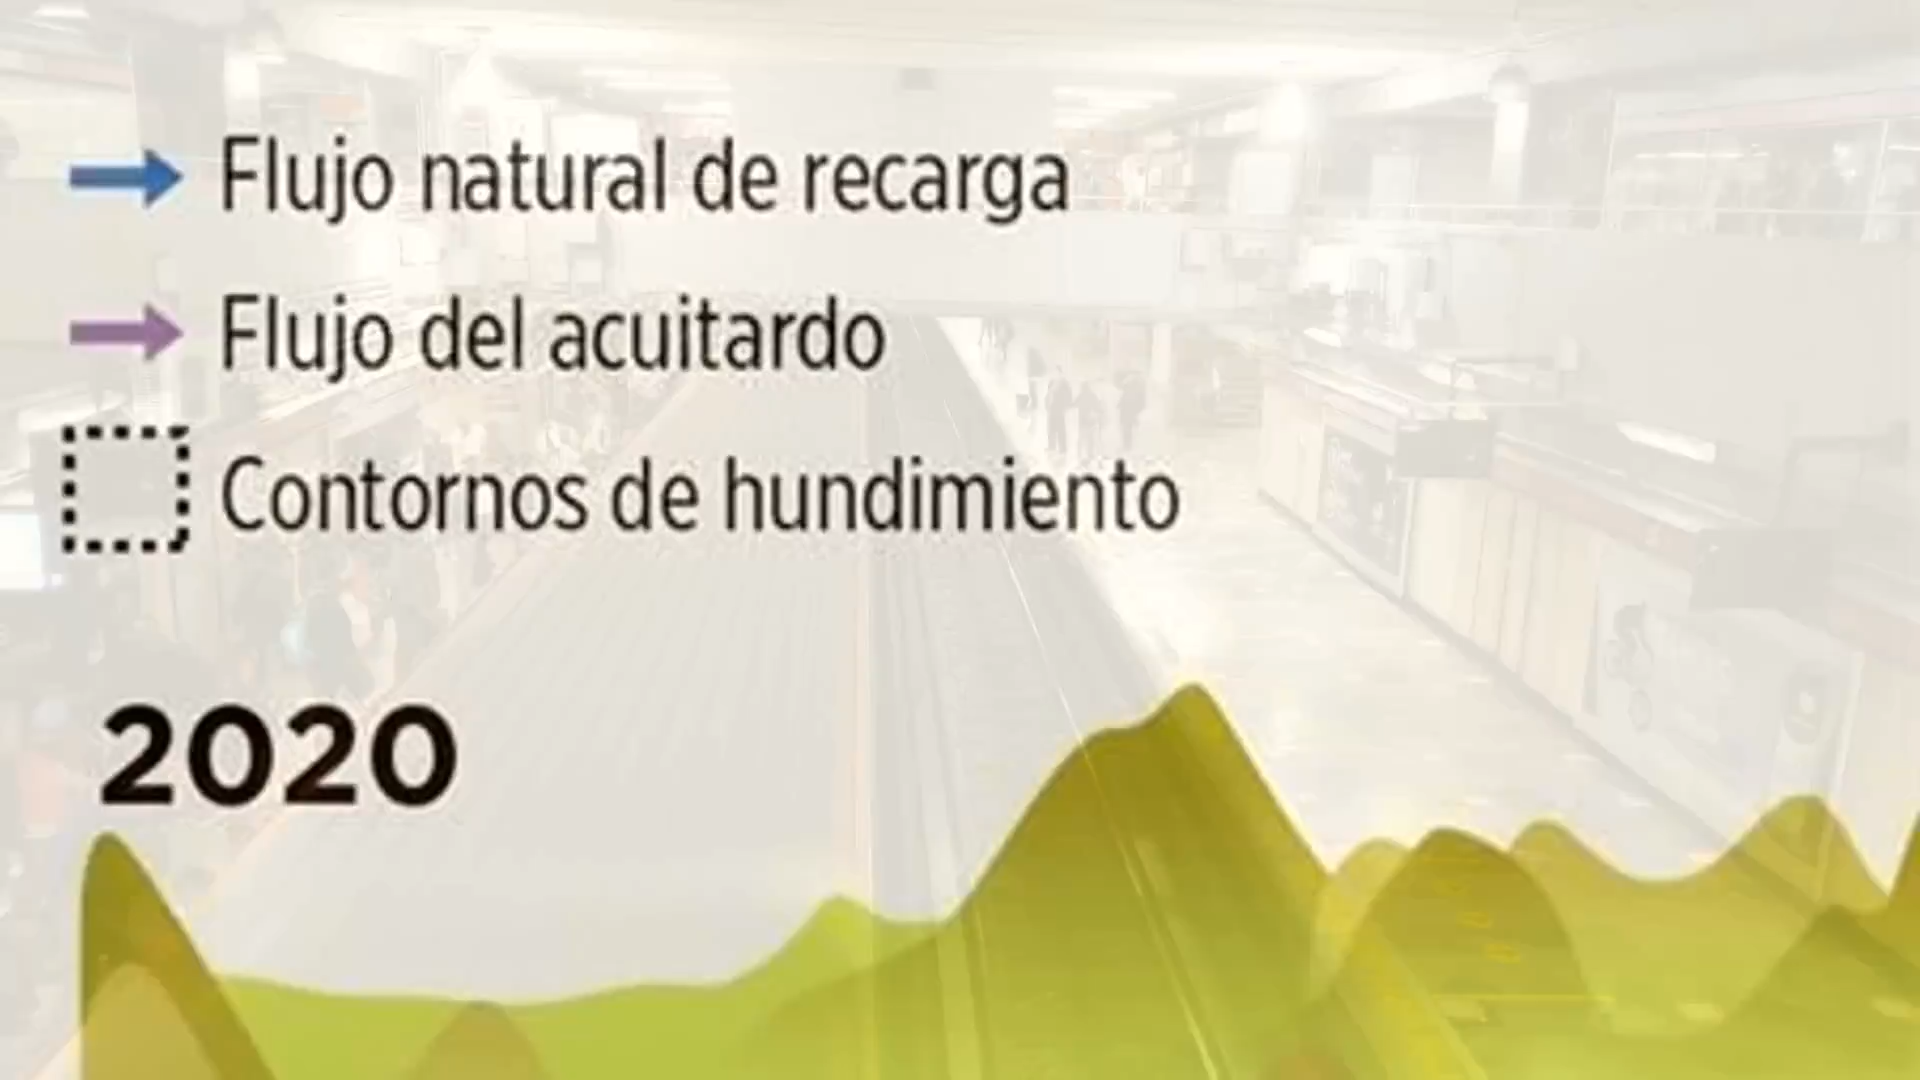 Flujo natural de recarga
Flujo del acuitardo
Contornos de hundimiento
2020